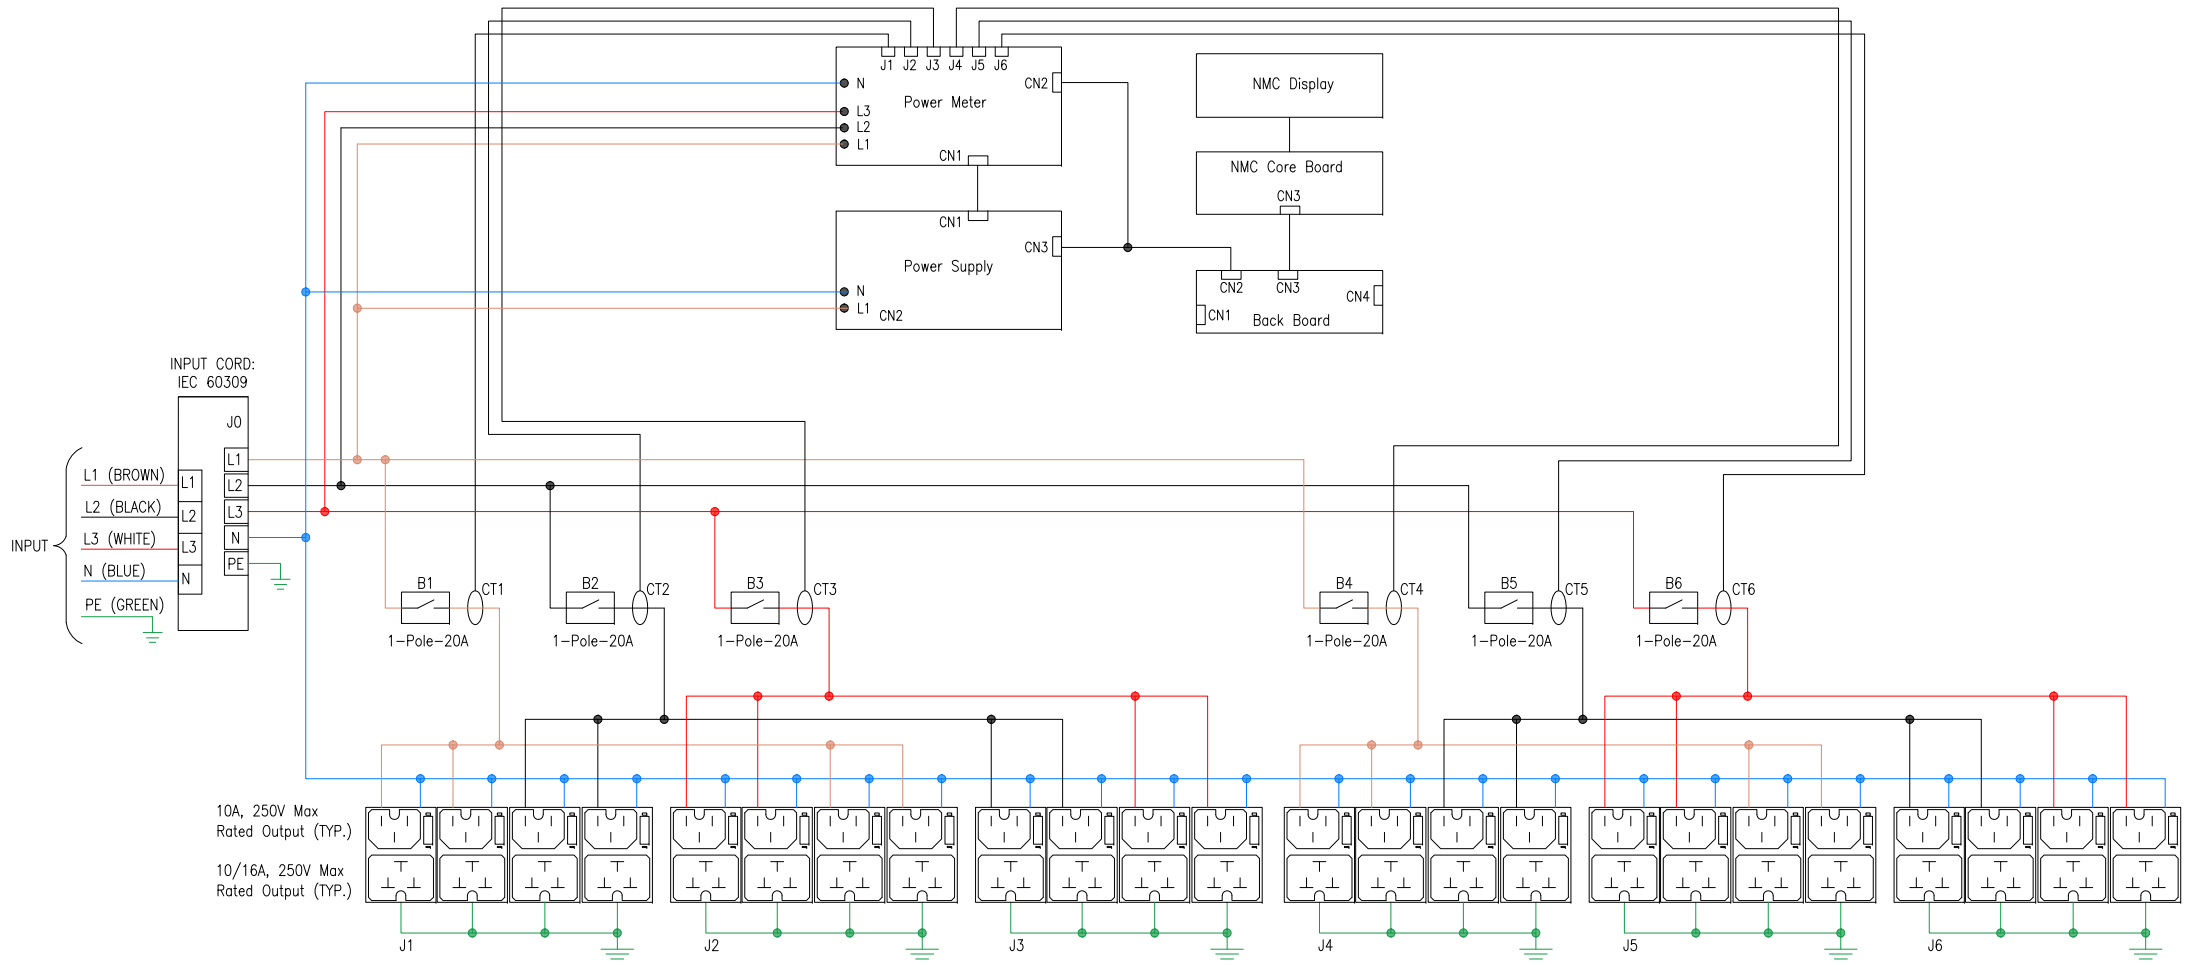 J1 J2 J3 J4 J5 J6
N
L3
L2
L1
Power Meter
CN2
CN1
NMC Display
NMC Core Board
CN3
CN1
CN3
Power Supply
N
L1
CN2
CN2
CN3
CN4
CN1
Back Board
INPUT CORD:
IEC 60309
J0
L1
L2
L3
N
PE
INPUT
L1 (BROWN)
L2 (BLACK)
L3 (WHITE)
N (BLUE)
PE (GREEN)
L1
L2
L3
N
B1
CT1
1-Pole-20A
B2
CT2
1-Pole-20A
B3
CT3
1-Pole-20A
B4
CT4
1-Pole-20A
B5
CT5
1-Pole-20A
B6
CT6
1-Pole-20A
10A, 250V Max
Rated Output (TYP.)
10/16A, 250V Max
Rated Output (TYP.)
J1
J2
J3
J4
J5
J6